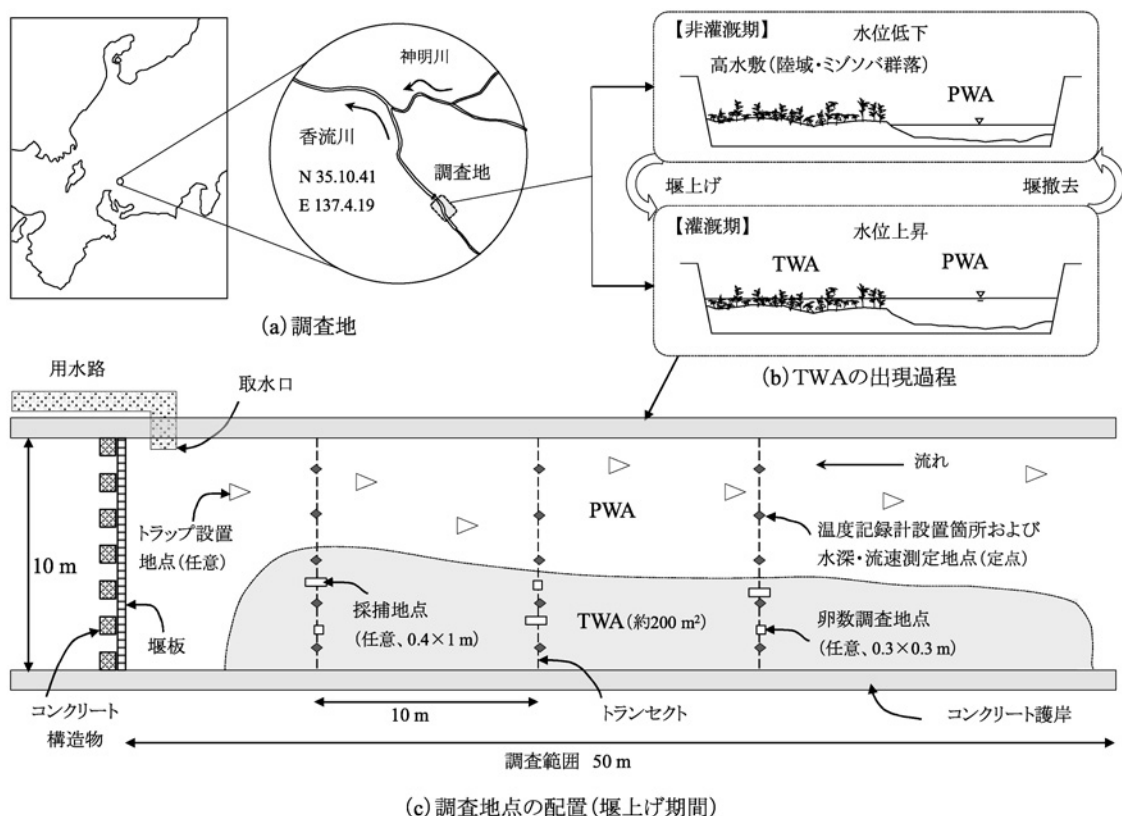 神明川
香流川
N 35.10.41
E 137.4.19
調査地
(a) 調査地
【非灌漑期】 水位低下
高水敷(陸域・ミゾソバ群落)
PWA
堰上げ
堰撤去
【灌漑期】 水位上昇
TWA
PWA
(b) TWAの出現過程
用水路
取水口
流れ
トラップ設置
地点(任意)
PWA
温度記録計設置箇所および
水深・流速測定地点(定点)
10 m
採捕地点
(任意、0.4×1 m)
TWA(約200 m²)
卵数調査地点
(任意、0.3×0.3 m)
堰板
コンクリート
構造物
10 m
トランセクト
コンクリート護岸
調査範囲 50 m
(c) 調査地点の配置(堰上げ期間)